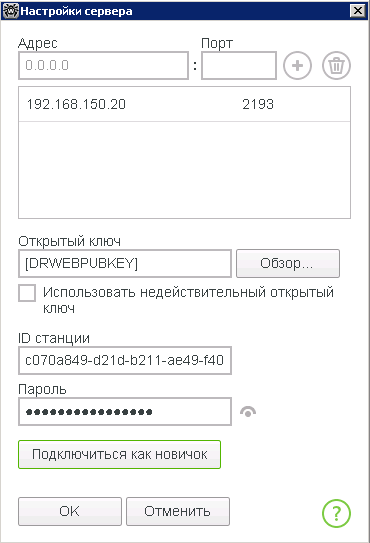 Настройки сервера
Адрес Порт
0.0.0.0 :
192.168.150.20 2193
Открытый ключ
[DRWEBPUBKEY] Обзор...
Использовать недействительный открытый
ключ
ID станции
c070a849-d21d-b211-ae49-f40
Пароль
Подключиться как новичок
OK Отменить ?